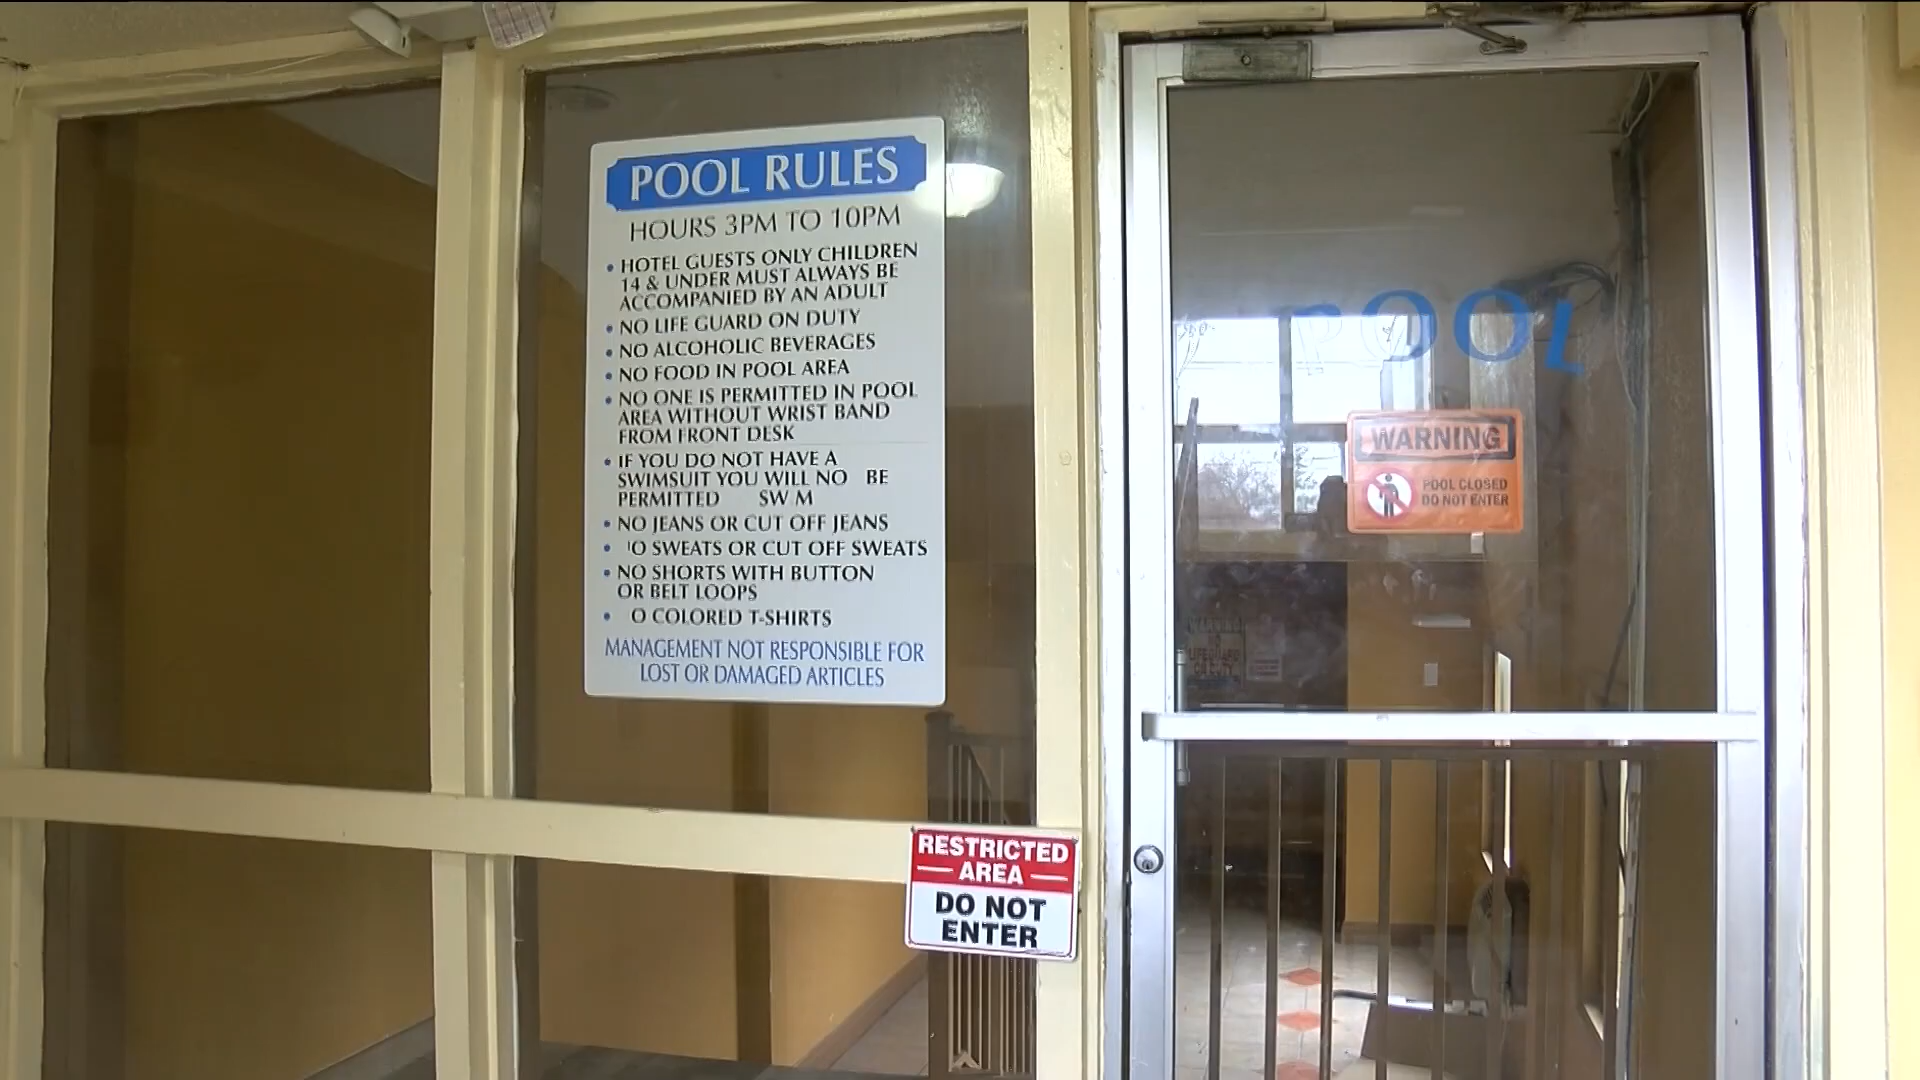 POOL RULES
HOURS 3PM TO 10PM
• HOTEL GUESTS ONLY CHILDREN
14 & UNDER MUST ALWAYS BE
ACCOMPANIED BY AN ADULT
• NO LIFE GUARD ON DUTY
• NO ALCOHOLIC BEVERAGES
• NO FOOD IN POOL AREA
• NO ONE IS PERMITTED IN POOL
AREA WITHOUT WRIST BAND
FROM FRONT DESK
• IF YOU DO NOT HAVE A
SWIMSUIT YOU WILL NO BE
PERMITTED SW M
• NO JEANS OR CUT OFF JEANS
• O SWEATS OR CUT OFF SWEATS
• NO SHORTS WITH BUTTON
OR BELT LOOPS
• O COLORED T-SHIRTS
MANAGEMENT NOT RESPONSIBLE FOR
LOST OR DAMAGED ARTICLES
RESTRICTED
AREA
DO NOT
ENTER
POOL
WARNING
POOL CLOSED
DO NOT ENTER
LIFEGUARD
ON DUTY